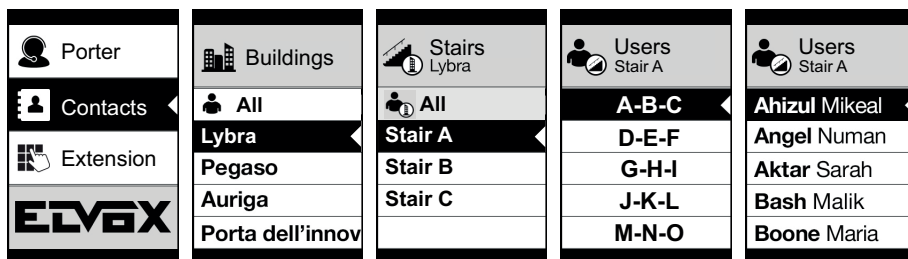 Porter
Contacts
Extension
ELVOX
Buildings
All
Lybra
Pegaso
Auriga
Porta dell'innov
Stairs
Lybra
All
Stair A
Stair B
Stair C
Users
Stair A
A-B-C
D-E-F
G-H-I
J-K-L
M-N-O
Users
Stair A
Ahizul Mikeal
Angel Numan
Aktar Sarah
Bash Malik
Boone Maria